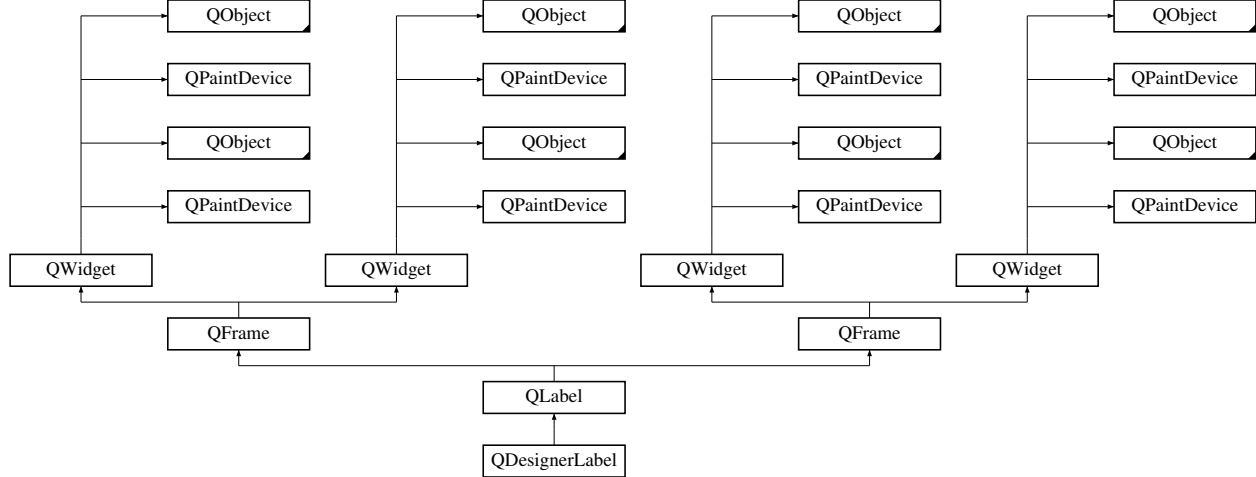 QObject QObject QObject QObject
QPaintDevice QPaintDevice QPaintDevice QPaintDevice
QObject QObject QObject QObject
QPaintDevice QPaintDevice QPaintDevice QPaintDevice
QWidget QWidget QWidget QWidget
QFrame QFrame
QLabel
QDesignerLabel